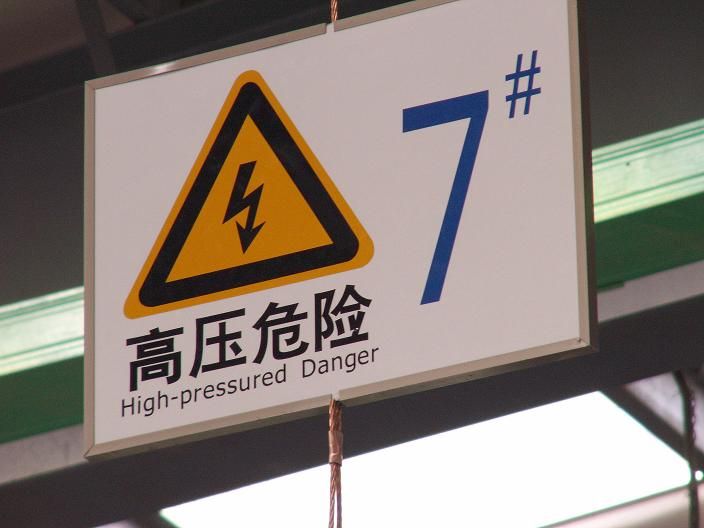 7#
高压危险
High-pressured Danger